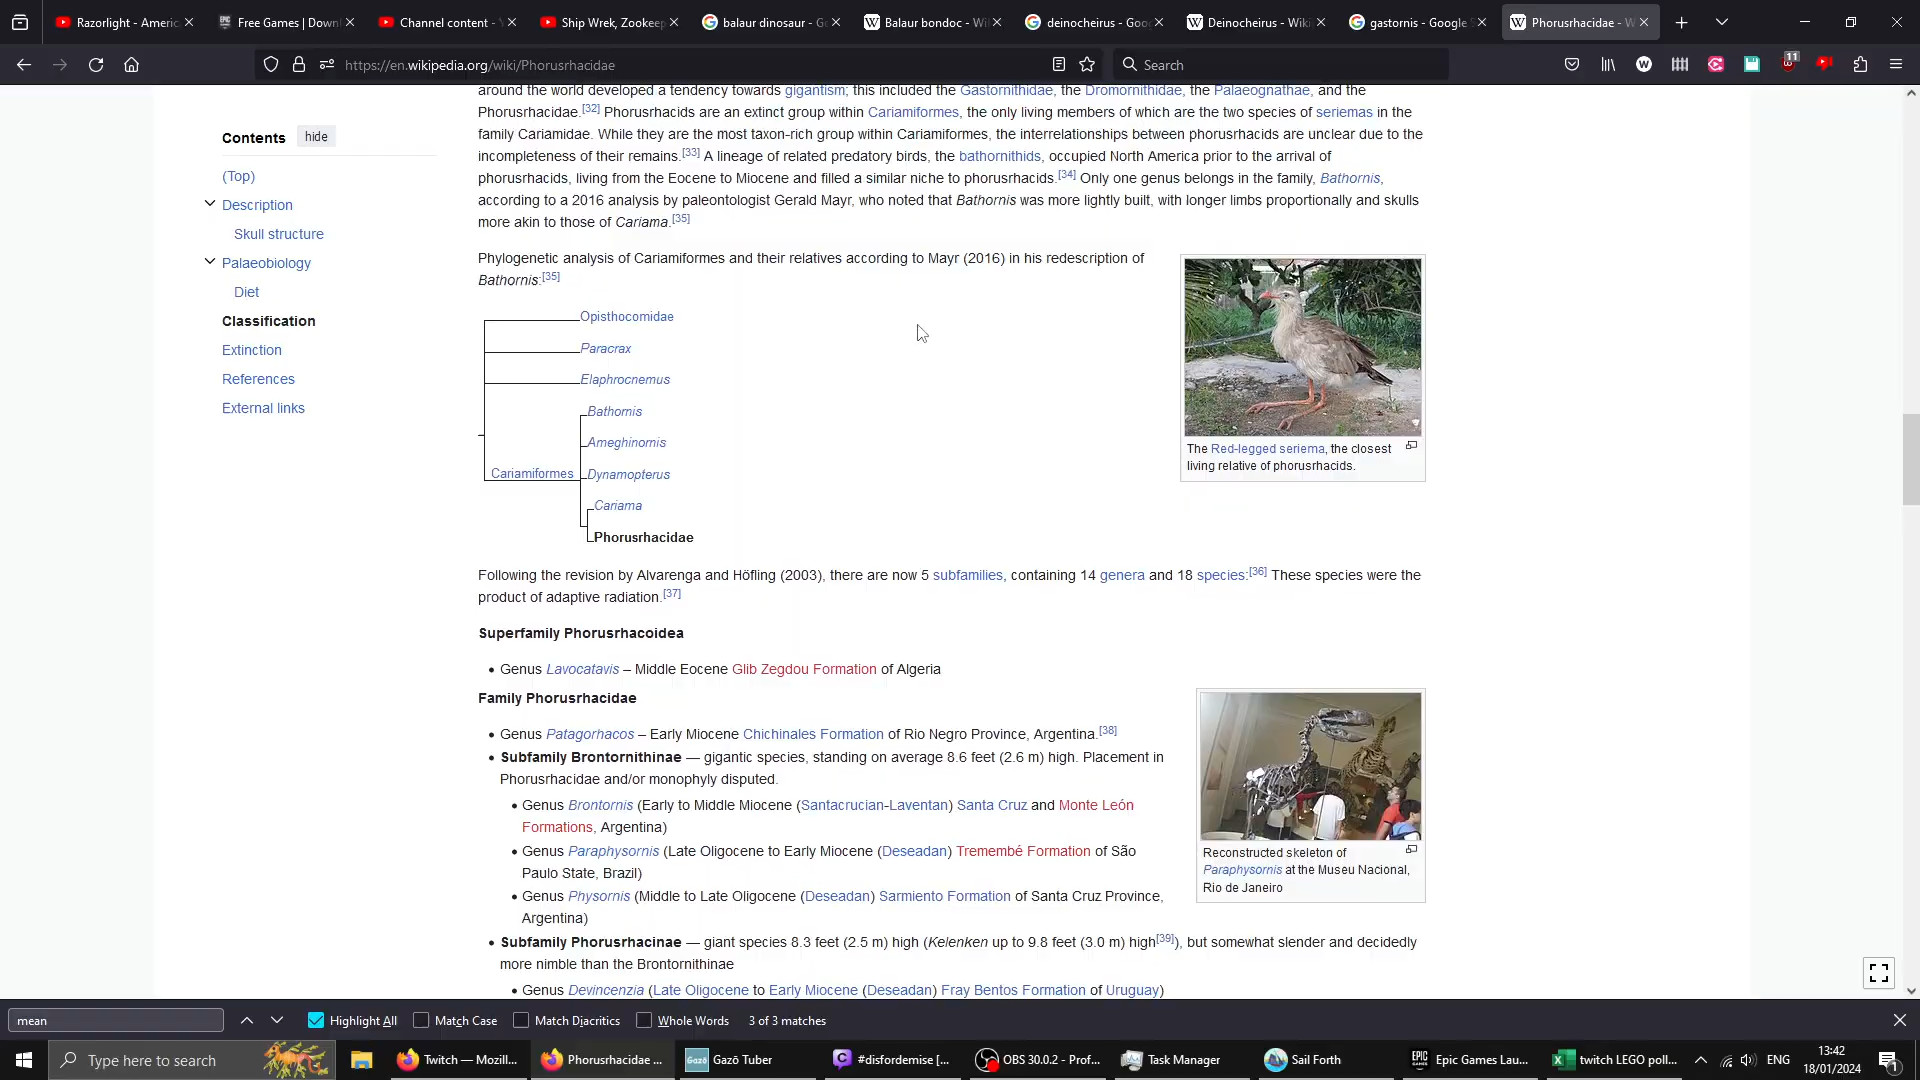 Razorlight - Americ
Free Games | Downl
Channel content - Y
Ship Wrek, Zookeep
balaur dinosaur - Go
Balaur bondoc - Wi
deinocheirus - Goo
Deinocheirus - Wiki
gastornis - Google S
Phorusrhacidae - W
https://en.wikipedia.org/wiki/Phorusrhacidae
Search
11
around the world developed a tendency towards gigantism; this included the Gastornithidae, the Dromornithidae, the Palaeognathae, and the
Phorusrhacidae.[32] Phorusrhacids are an extinct group within Cariamiformes, the only living members of which are the two species of seriemas in the
family Cariamidae. While they are the most taxon-rich group within Cariamiformes, the interrelationships between phorusrhacids are unclear due to the
incompleteness of their remains.[33] A lineage of related predatory birds, the bathornithids, occupied North America prior to the arrival of
phorusrhacids, living from the Eocene to Miocene and filled a similar niche to phorusrhacids.[34] Only one genus belongs in the family, Bathornis,
according to a 2016 analysis by paleontologist Gerald Mayr, who noted that Bathornis was more lightly built, with longer limbs proportionally and skulls
more akin to those of Cariama.[35]
Contents hide
(Top)
Description
Skull structure
Palaeobiology
Diet
Classification
Extinction
References
External links
Phylogenetic analysis of Cariamiformes and their relatives according to Mayr (2016) in his redescription of
Bathornis:[35]
Opisthocomidae
Paracrax
Elaphrocnemus
Bathornis
Ameghinornis
Cariamiformes
Dynamopterus
Cariama
Phorusrhacidae
The Red-legged seriema, the closest
living relative of phorusrhacids.
Following the revision by Alvarenga and Höfling (2003), there are now 5 subfamilies, containing 14 genera and 18 species:[36] These species were the
product of adaptive radiation.[37]
Superfamily Phorusrhacoidea
• Genus Lavocatavis – Middle Eocene Glib Zegdou Formation of Algeria
Family Phorusrhacidae
• Genus Patagorhacos – Early Miocene Chichinales Formation of Rio Negro Province, Argentina.[38]
• Subfamily Brontornithinae — gigantic species, standing on average 8.6 feet (2.6 m) high. Placement in
Phorusrhacidae and/or monophyly disputed.
• Genus Brontornis (Early to Middle Miocene (Santacrucian-Laventan) Santa Cruz and Monte León
Formations, Argentina)
• Genus Paraphysornis (Late Oligocene to Early Miocene (Deseadan) Tremembé Formation of São
Paulo State, Brazil)
• Genus Physornis (Middle to Late Oligocene (Deseadan) Sarmiento Formation of Santa Cruz Province,
Argentina)
Reconstructed skeleton of
Paraphysornis at the Museu Nacional,
Rio de Janeiro
• Subfamily Phorusrhacinae — giant species 8.3 feet (2.5 m) high (Kelenken up to 9.8 feet (3.0 m) high[39]), but somewhat slender and decidedly
more nimble than the Brontornithinae
• Genus Devincenzia (Late Oligocene to Early Miocene (Deseadan) Fray Bentos Formation of Uruguay)
mean
Highlight All
Match Case
Match Diacritics
Whole Words
3 of 3 matches
Type here to search
Twitch — Mozill...
Phorusrhacidae ...
Gazō Tuber
#disfordemise [...
OBS 30.0.2 - Prof...
Task Manager
Sail Forth
Epic Games Lau...
twitch LEGO poll...
ENG
13:42
18/01/2024
1